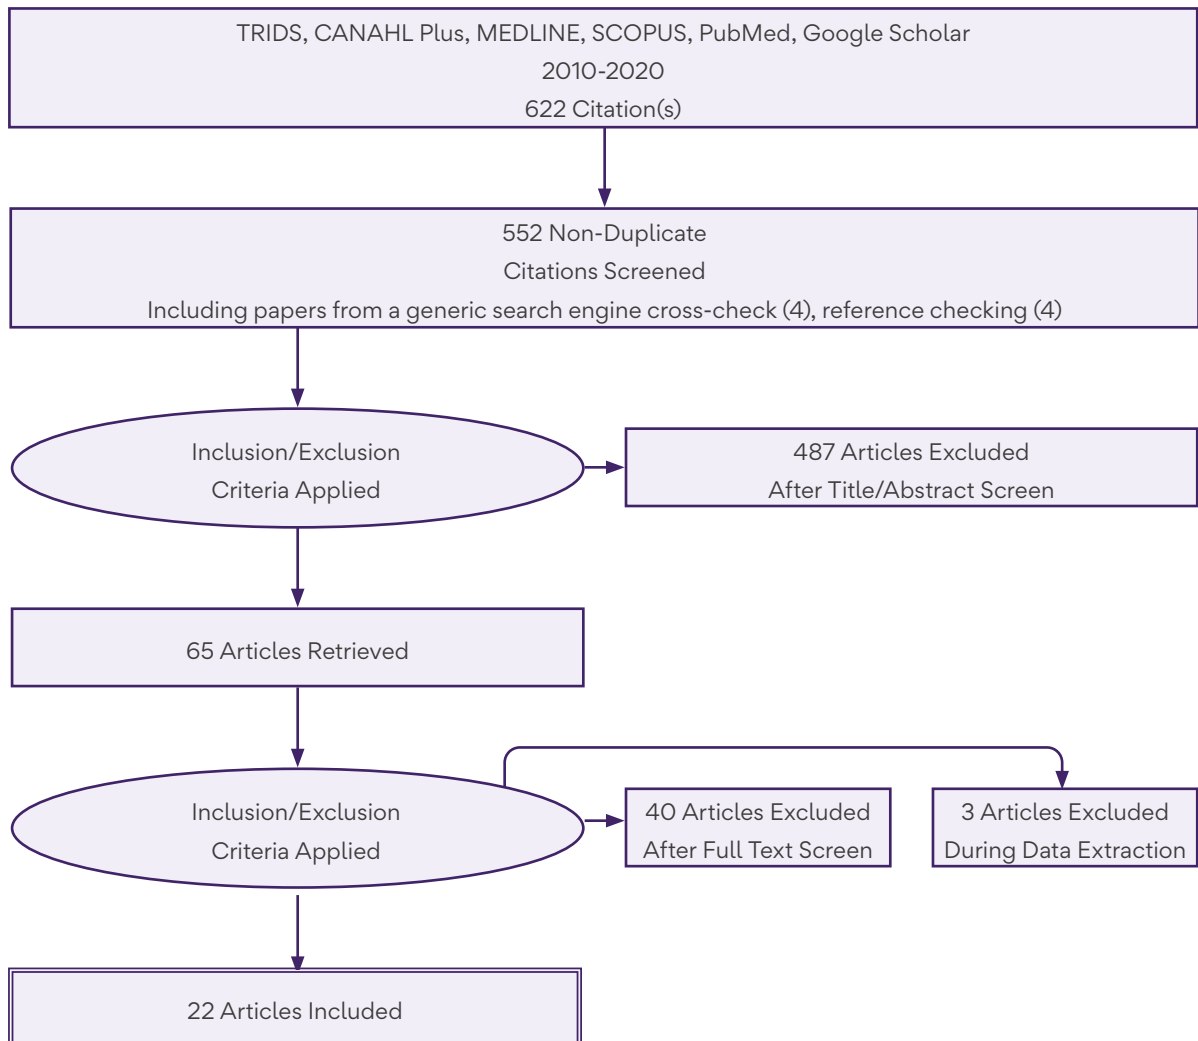 TRIDS, CANAHL Plus, MEDLINE, SCOPUS, PubMed, Google Scholar
2010-2020
622 Citation(s)
552 Non-Duplicate
Citations Screened
Including papers from a generic search engine cross-check (4), reference checking (4)
Inclusion/Exclusion
Criteria Applied
487 Articles Excluded
After Title/Abstract Screen
65 Articles Retrieved
Inclusion/Exclusion
Criteria Applied
40 Articles Excluded
After Full Text Screen
3 Articles Excluded
During Data Extraction
22 Articles Included